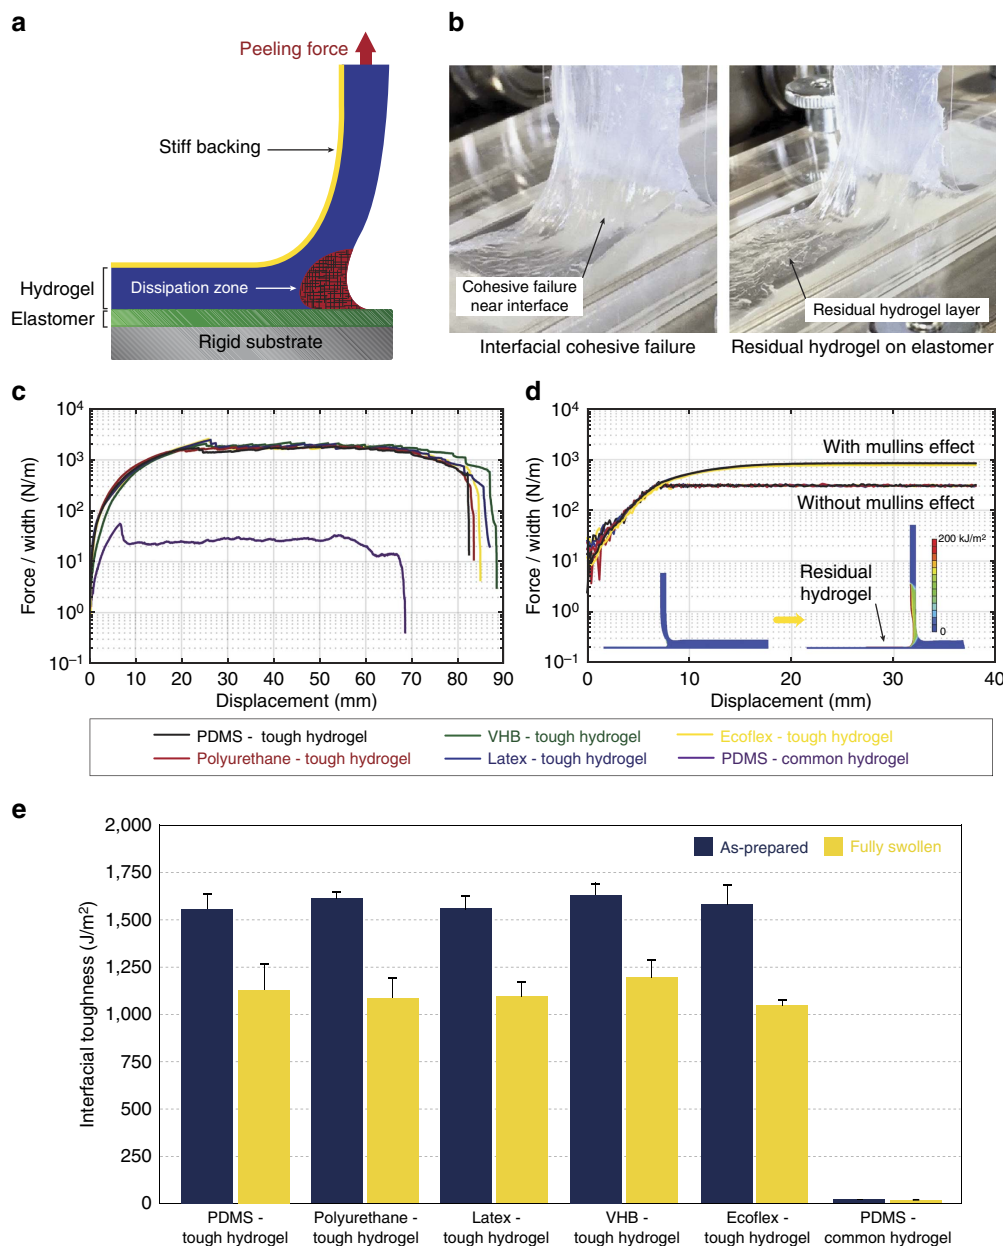 a
Peeling force
Stiff backing
Hydrogel
Dissipation zone
Elastomer
Rigid substrate
b
Cohesive failure
near interface
Residual hydrogel layer
Interfacial cohesive failure
Residual hydrogel on elastomer
c
Force / width (N/m)
10⁴
10³
10²
10¹
10⁰
10⁻¹
0 10 20 30 40 50 60 70 80 90
Displacement (mm)
d
Force / width (N/m)
10⁴
10³
10²
10¹
10⁰
10⁻¹
With mullins effect
Without mullins effect
200 kJ/m²
0
Residual
hydrogel
0 10 20 30 40
Displacement (mm)
PDMS - tough hydrogel
VHB - tough hydrogel
Ecoflex - tough hydrogel
Polyurethane - tough hydrogel
Latex - tough hydrogel
PDMS - common hydrogel
e
Interfacial toughness (J/m²)
2,000
1,750
1,500
1,250
1,000
750
500
250
0
As-prepared
Fully swollen
PDMS -
tough hydrogel
Polyurethane -
tough hydrogel
Latex -
tough hydrogel
VHB -
tough hydrogel
Ecoflex -
tough hydrogel
PDMS -
common hydrogel